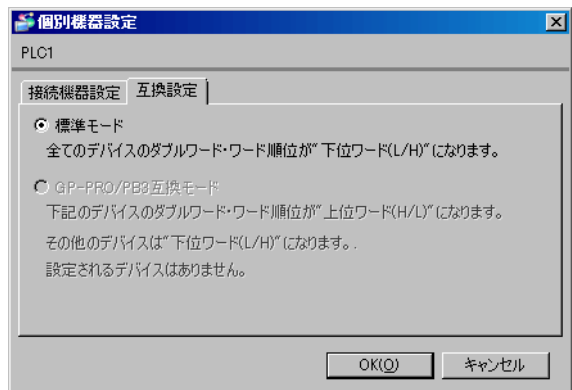 個別機器設定
PLC1
接続機器設定 互換設定
標準モード
全てのデバイスのダブルワード・ワード順位が"下位ワード(L/H)"になります。
GP-PRO/PB3互換モード
下記のデバイスのダブルワード・ワード順位が"上位ワード(H/L)"になります。
その他のデバイスは"下位ワード(L/H)"になります。.
設定されるデバイスはありません。
OK(O) キャンセル